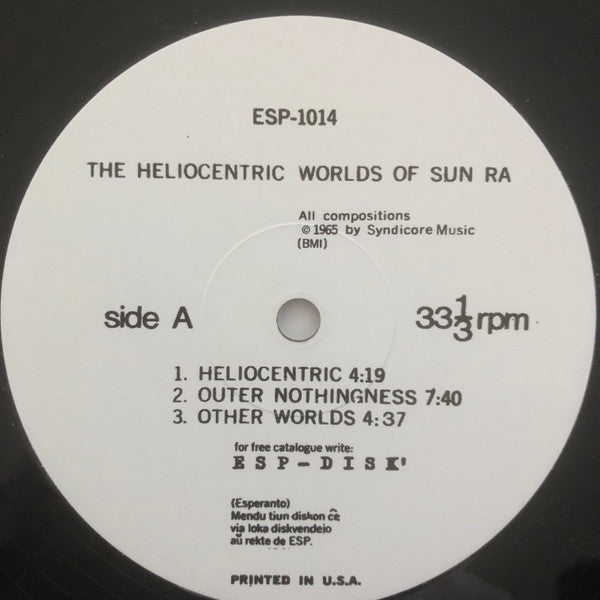 ESP-1014
THE HELIOCENTRIC WORLDS OF SUN RA
All compositions
© 1965 by Syndicore Music
(BMI)
side A
33 1/3 rpm
1. HELIOCENTRIC 4:19
2. OUTER NOTHINGNESS 7:40
3. OTHER WORLDS 4:37
for free catalogue write:
ESP-DISK'
(Esperanto)
Mendu tiun diskon ĉe
via loka diskvendejo
aŭ rekte de ESP.
PRINTED IN U.S.A.